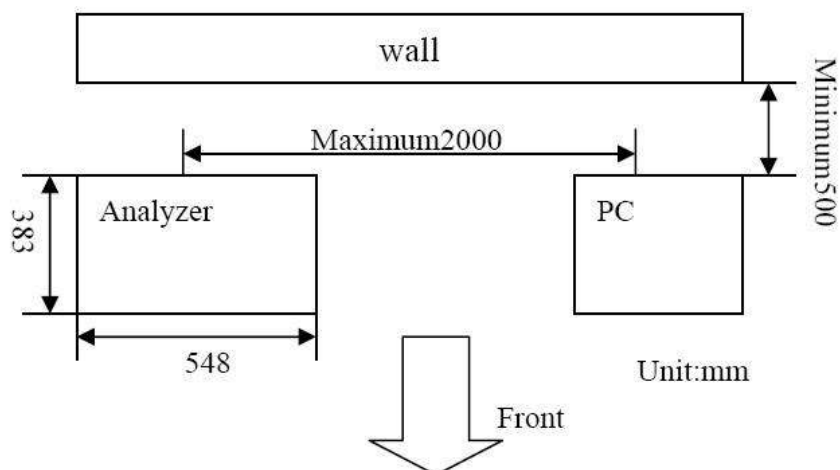 wall
Minimum500
Maximum2000
Analyzer
PC
383
548
Unit:mm
Front